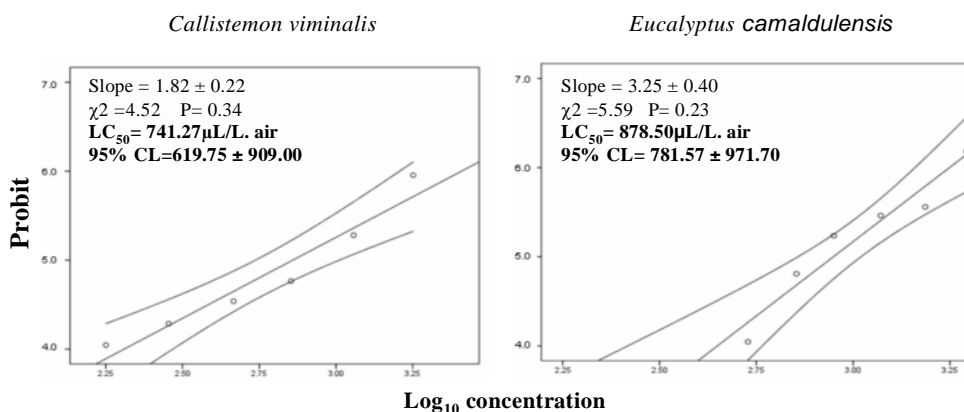 Callistemon viminalis
Eucalyptus camaldulensis
Slope = 1.82 ± 0.22
χ2 =4.52 P= 0.34
LC50= 741.27µL/L. air
95% CL=619.75 ± 909.00
Slope = 3.25 ± 0.40
χ2 =5.59 P= 0.23
LC50= 878.50µL/L. air
95% CL= 781.57 ± 971.70
Probit
7.0
6.0
5.0
4.0
2.25 2.50 2.75 3.00 3.25
7.0
6.0
5.0
4.0
2.25 2.50 2.75 3.00 3.25
Log10 concentration